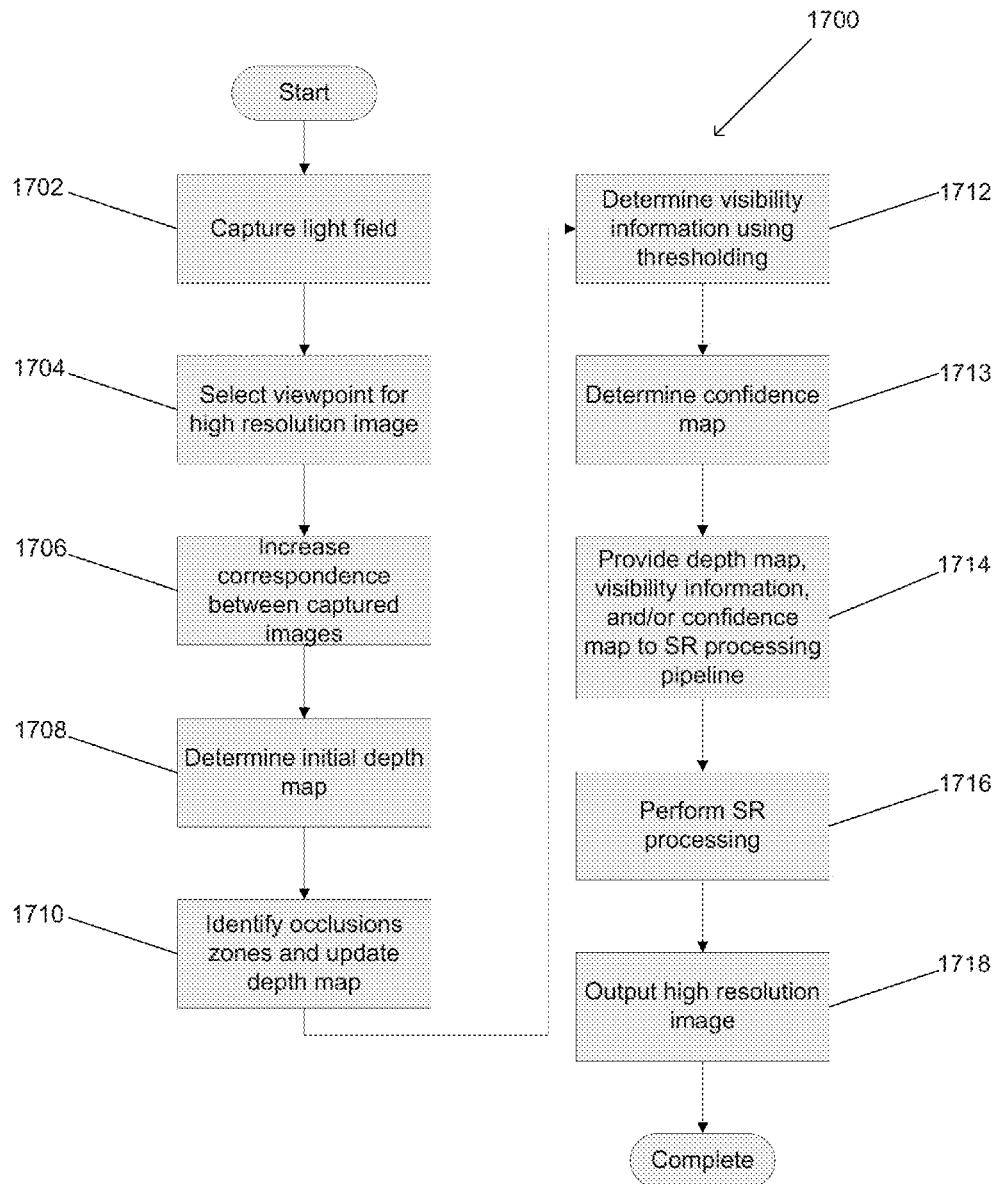 1700
Start
1702
Capture light field
1704
Select viewpoint for
high resolution image
1706
Increase
correspondence
between captured
images
1708
Determine initial depth
map
1710
Identify occlusions
zones and update
depth map
1712
Determine visibility
information using
thresholding
1713
Determine confidence
map
1714
Provide depth map,
visibility information,
and/or confidence
map to SR processing
pipeline
1716
Perform SR
processing
1718
Output high resolution
image
Complete